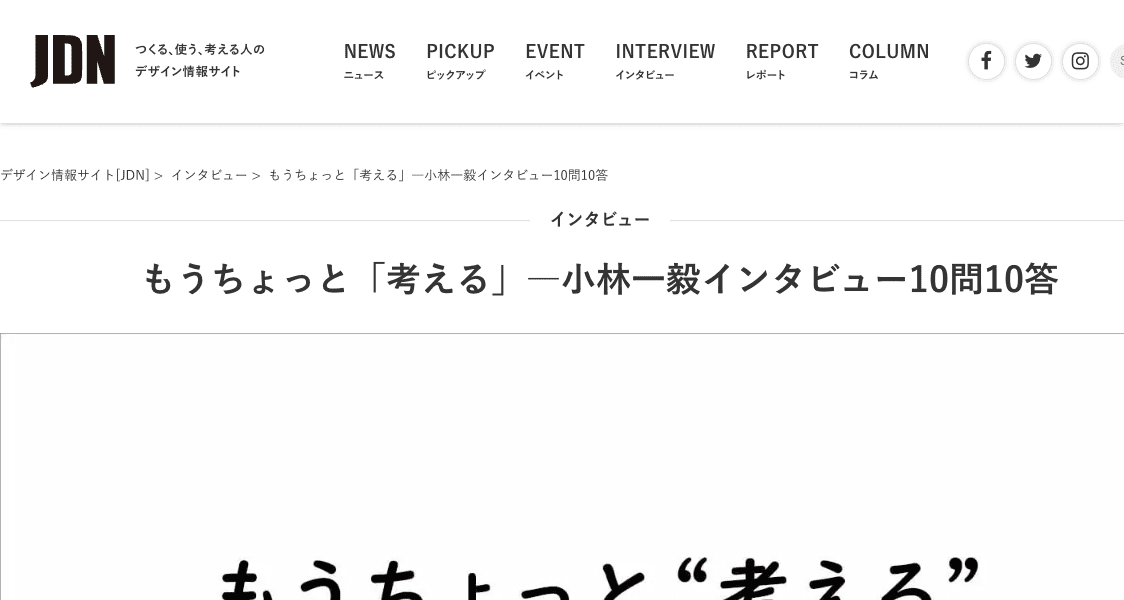 JDN
つくる、使う、考える人の
デザイン情報サイト
NEWS
ニュース
PICKUP
ピックアップ
EVENT
イベント
INTERVIEW
インタビュー
REPORT
レポート
COLUMN
コラム
デザイン情報サイト[JDN] > インタビュー > もうちょっと「考える」―小林一毅インタビュー10問10答
インタビュー
もうちょっと「考える」―小林一毅インタビュー10問10答
もうちょっと“考える”